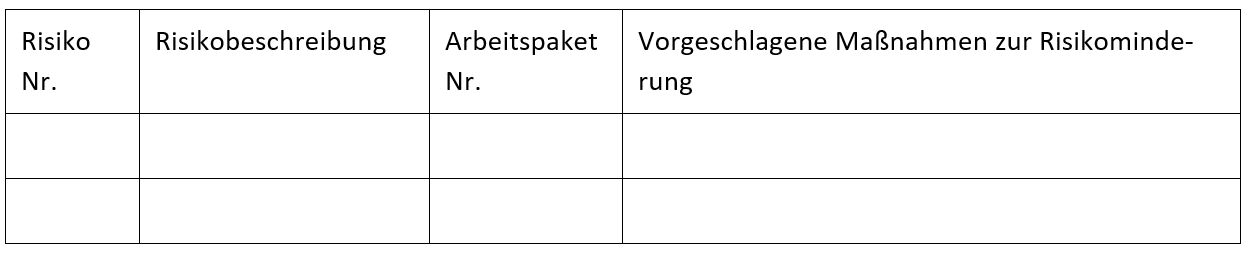 Risiko Nr.
Risikobeschreibung
Arbeitspaket Nr.
Vorgeschlagene Maßnahmen zur Risikominde-
rung